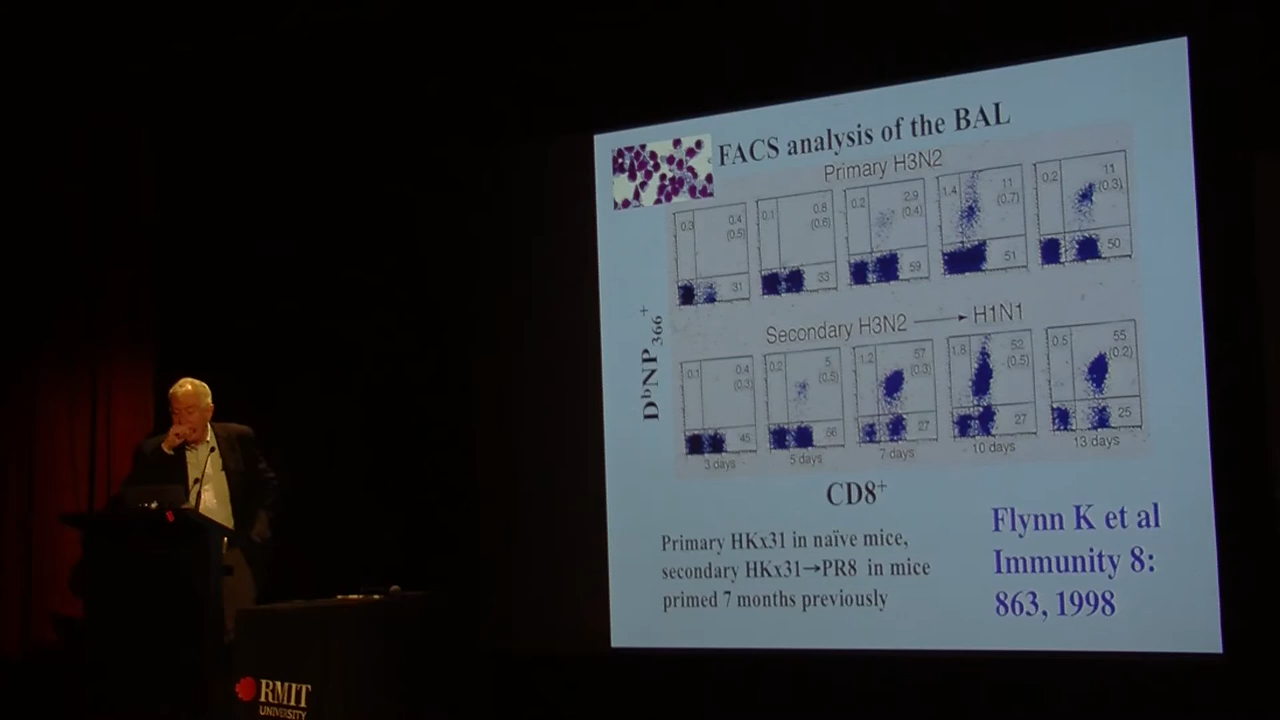 FACS analysis of the BAL
Primary H3N2
0.3 0.4 (0.5) 31
0.1 0.8 (0.6) 33
0.2 2.9 (0.4) 59
1.4 11 (0.7) 51
0.2 11 (0.3) 50
DᵇNP₃₆₆⁺
Secondary H3N2 → H1N1
0.1 0.4 (0.3) 45
0.2 5 (0.5) 66
1.2 57 (0.3) 27
1.8 52 (0.5) 27
0.5 55 (0.2) 25
3 days 5 days 7 days 10 days 13 days
CD8⁺
Primary HKx31 in naïve mice,
secondary HKx31→PR8 in mice
primed 7 months previously
Flynn K et al
Immunity 8:
863, 1998
RMIT
UNIVERSITY